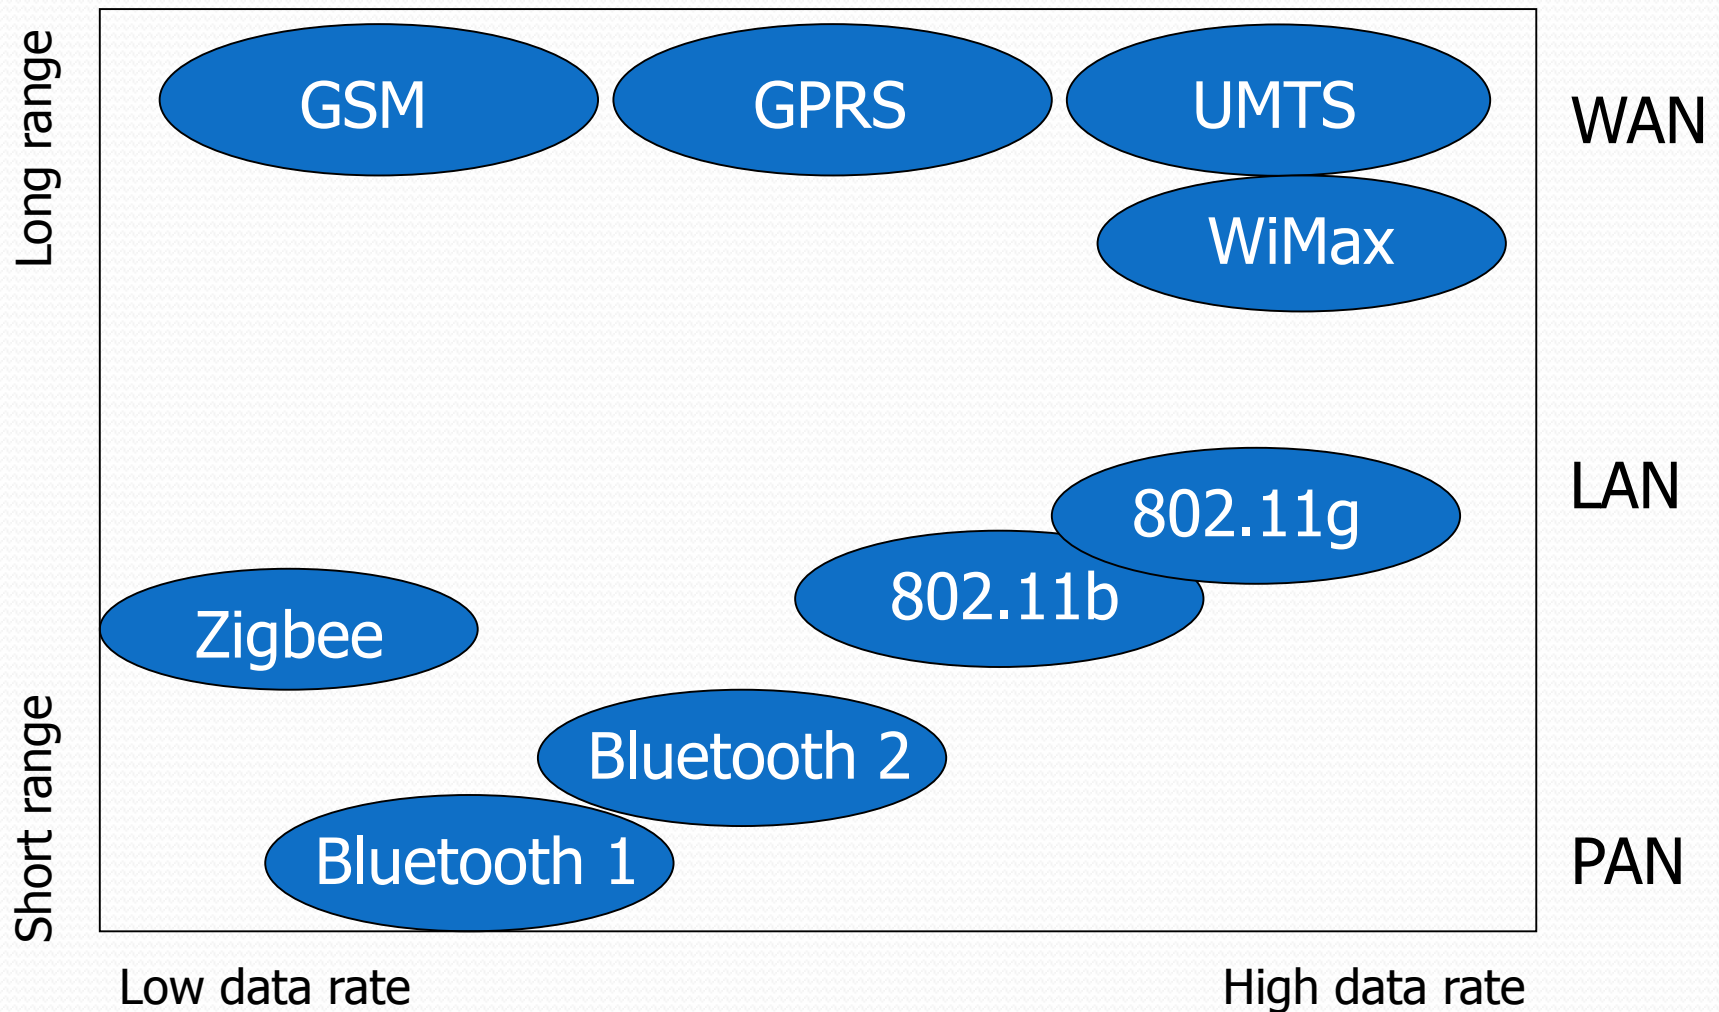 Long range
GSM
GPRS
UMTS
WAN
WiMax
802.11g
LAN
802.11b
Zigbee
Short range
Bluetooth 2
Bluetooth 1
PAN
Low data rate
High data rate